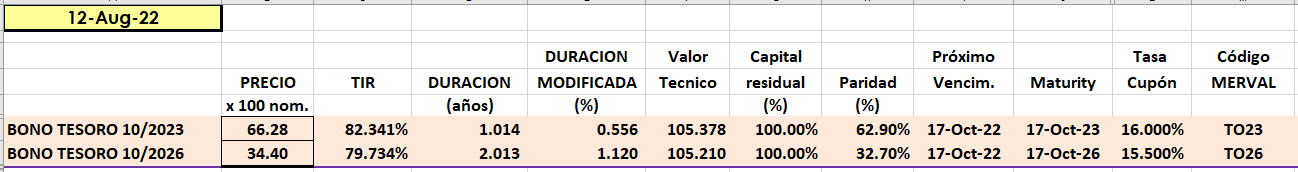 12-Aug-22
DURACION Valor Capital Próximo Tasa Código
PRECIO TIR DURACION MODIFICADA Tecnico residual Paridad Vencim. Maturity Cupón MERVAL
x 100 nom. (años) (%) (%) (%)
BONO TESORO 10/2023 66.28 82.341% 1.014 0.556 105.378 100.00% 62.90% 17-Oct-22 17-Oct-23 16.000% TO23
BONO TESORO 10/2026 34.40 79.734% 2.013 1.120 105.210 100.00% 32.70% 17-Oct-22 17-Oct-26 15.500% TO26